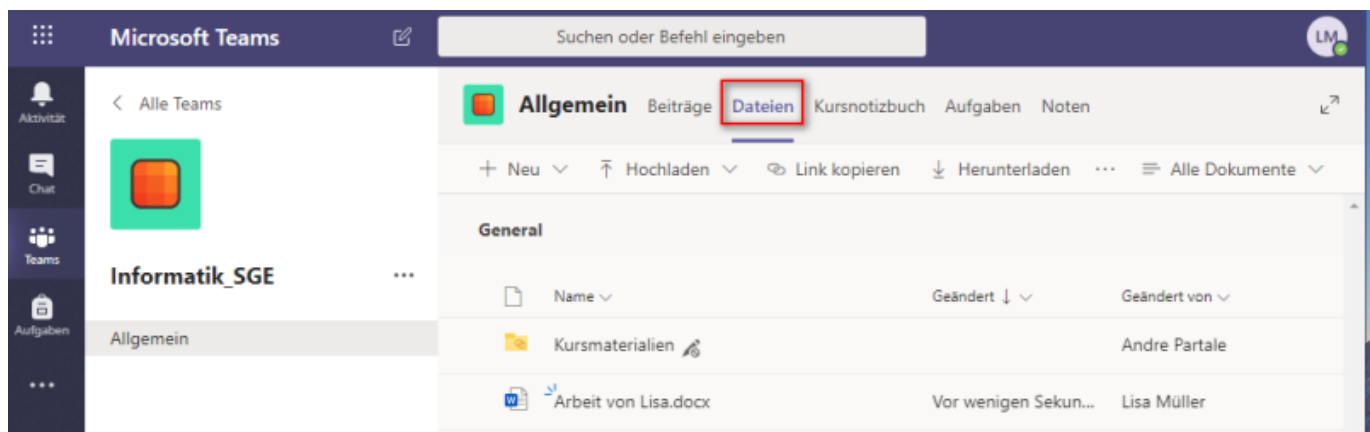 Microsoft Teams
Suchen oder Befehl eingeben
LM
Aktivität
Alle Teams
Allgemein Beiträge Dateien Kursnotizbuch Aufgaben Noten
Chat
Neu Hochladen Link kopieren Herunterladen ... Alle Dokumente
Teams
General
Informatik_SGE ...
Name Geändert ↓ Geändert von
Aufgaben
Allgemein
Kursmaterialien Andre Partale
...
Arbeit von Lisa.docx Vor wenigen Sekun... Lisa Müller